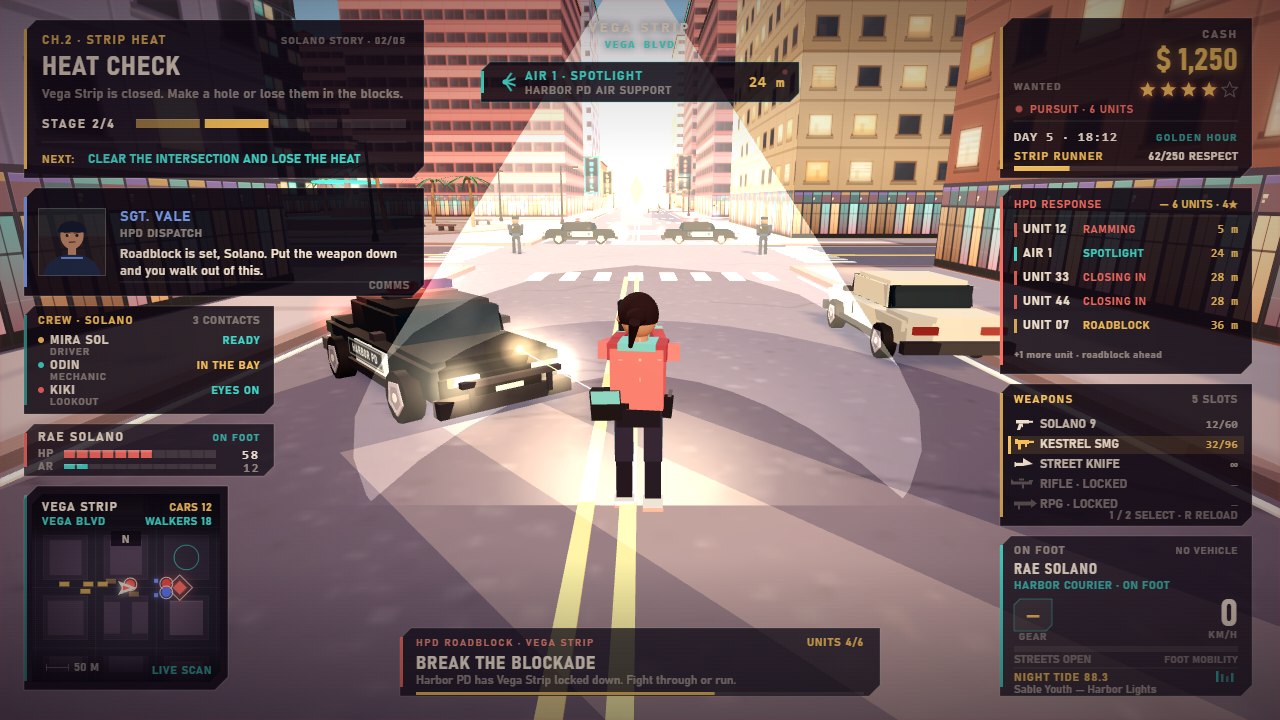 CH.2 · STRIP HEAT
SOLANO STORY · 02/05
HEAT CHECK
Vega Strip is closed. Make a hole or lose them in the blocks.
STAGE 2/4
NEXT: CLEAR THE INTERSECTION AND LOSE THE HEAT
VEGA STRIP
VEGA BLVD
AIR 1 · SPOTLIGHT
HARBOR PD AIR SUPPORT
24 m
CASH
$ 1,250
WANTED
PURSUIT · 6 UNITS
DAY 5 · 18:12
GOLDEN HOUR
STRIP RUNNER
62/250 RESPECT
SGT. VALE
HPD DISPATCH
Roadblock is set, Solano. Put the weapon down
and you walk out of this.
COMMS
HPD RESPONSE
— 6 UNITS · 4★
UNIT 12 RAMMING 5 m
AIR 1 SPOTLIGHT 24 m
UNIT 33 CLOSING IN 28 m
UNIT 44 CLOSING IN 28 m
UNIT 07 ROADBLOCK 36 m
+1 more unit · roadblock ahead
CREW · SOLANO
3 CONTACTS
MIRA SOL READY
DRIVER
ODIN IN THE BAY
MECHANIC
KIKI EYES ON
LOOKOUT
HARBOR PD
RAE SOLANO
ON FOOT
HP 58
AR 12
WEAPONS
5 SLOTS
SOLANO 9 12/60
KESTREL SMG 32/96
STREET KNIFE ∞
RIFLE · LOCKED —
RPG · LOCKED —
1 / 2 SELECT · R RELOAD
VEGA STRIP
CARS 12
VEGA BLVD
WALKERS 18
N
50 M
LIVE SCAN
HPD ROADBLOCK · VEGA STRIP
UNITS 4/6
BREAK THE BLOCKADE
Harbor PD has Vega Strip locked down. Fight through or run.
ON FOOT
NO VEHICLE
RAE SOLANO
HARBOR COURIER · ON FOOT
—
GEAR
0
KM/H
STREETS OPEN
FOOT MOBILITY
NIGHT TIDE 88.3
Sable Youth — Harbor Lights